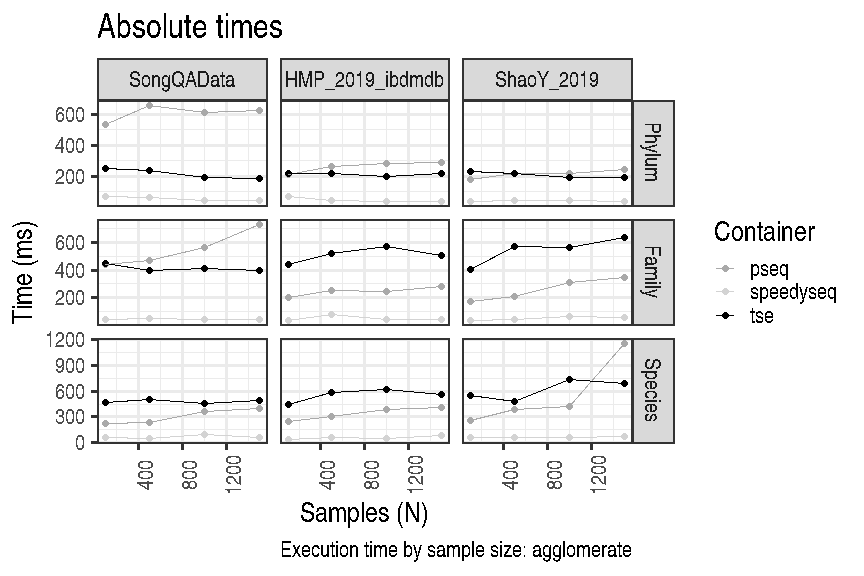 Absolute times
SongQAData HMP_2019_ibdmdb ShaoY_2019
600
400
200
Phylum
600
400
200
Family
1200
900
600
300
0
Species
Time (ms)
400 800 1200 400 800 1200 400 800 1200
Samples (N)
Execution time by sample size: agglomerate
Container
pseq
speedyseq
tse